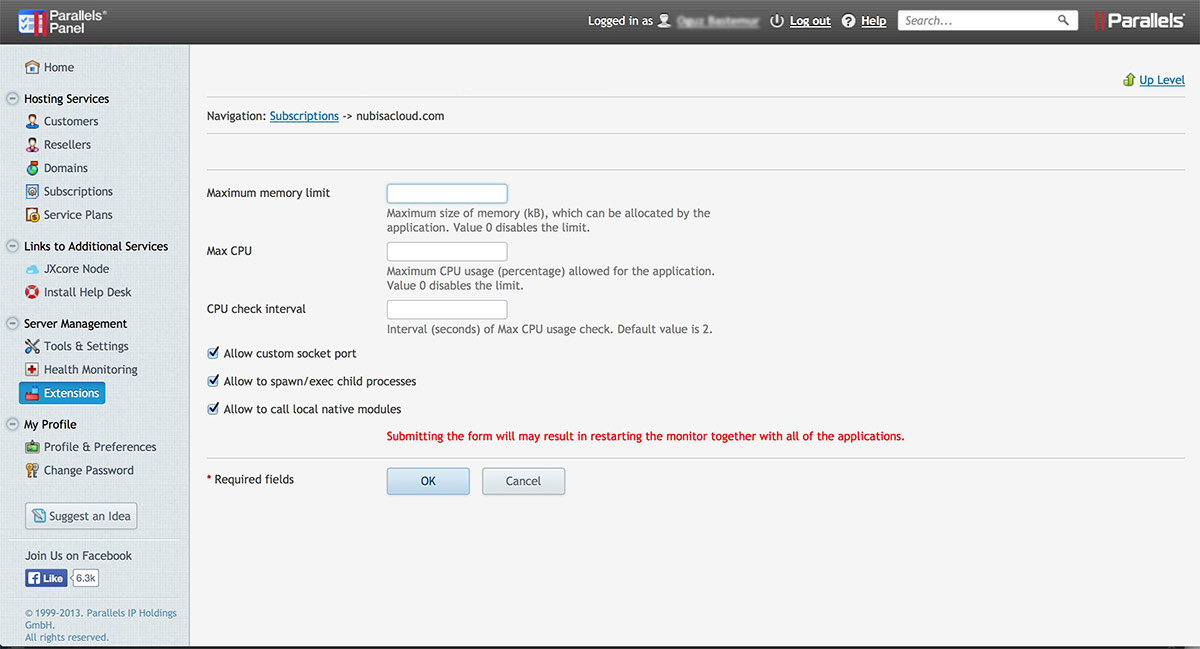 Parallels®
Panel
Logged in as
Log out
Help
Search...
Parallels®
Home
Hosting Services
Customers
Resellers
Domains
Subscriptions
Service Plans
Links to Additional Services
JXcore Node
Install Help Desk
Server Management
Tools & Settings
Health Monitoring
Extensions
My Profile
Profile & Preferences
Change Password
Suggest an Idea
Join Us on Facebook
Like 6.3k
© 1999-2013. Parallels IP Holdings
GmbH.
All rights reserved.
Up Level
Navigation: Subscriptions -> nubisacloud.com
Maximum memory limit
Maximum size of memory (kB), which can be allocated by the
application. Value 0 disables the limit.
Max CPU
Maximum CPU usage (percentage) allowed for the application.
Value 0 disables the limit.
CPU check interval
Interval (seconds) of Max CPU usage check. Default value is 2.
Allow custom socket port
Allow to spawn/exec child processes
Allow to call local native modules
Submitting the form will may result in restarting the monitor together with all of the applications.
* Required fields
OK
Cancel